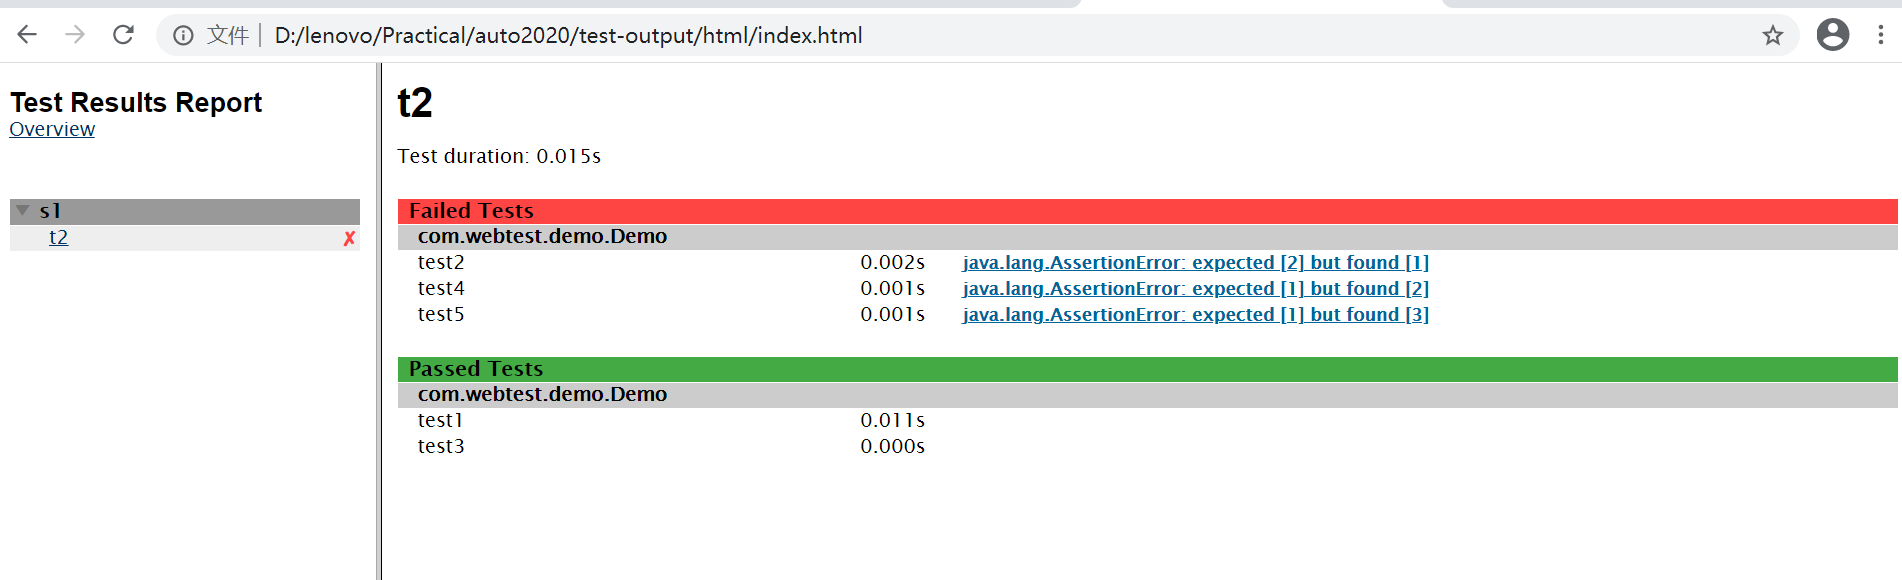 文件 D:/lenovo/Practical/auto2020/test-output/html/index.html
Test Results Report
Overview
s1
t2 ✗
t2
Test duration: 0.015s
Failed Tests
com.webtest.demo.Demo
test2 0.002s java.lang.AssertionError: expected [2] but found [1]
test4 0.001s java.lang.AssertionError: expected [1] but found [2]
test5 0.001s java.lang.AssertionError: expected [1] but found [3]
Passed Tests
com.webtest.demo.Demo
test1 0.011s
test3 0.000s